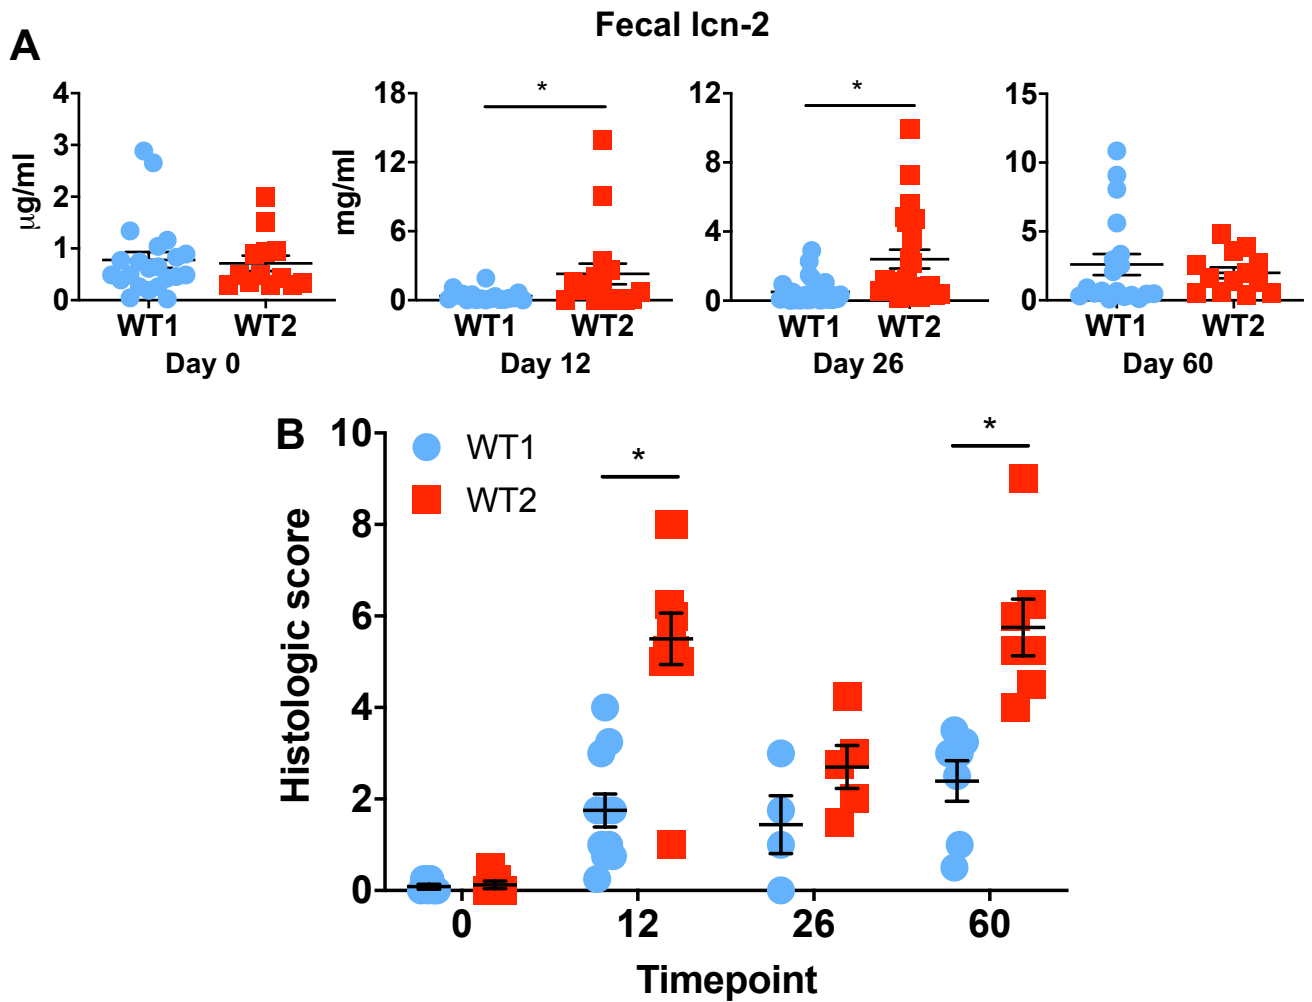 Fecal lcn-2
A
4
3
2
1
0
μg/ml
WT1 WT2
Day 0
18
12
6
0
mg/ml
*
WT1 WT2
Day 12
12
8
4
0
*
WT1 WT2
Day 26
15
10
5
0
WT1 WT2
Day 60
B
10
8
6
4
2
0
Histologic score
WT1
WT2
*
*
0 12 26 60
Timepoint